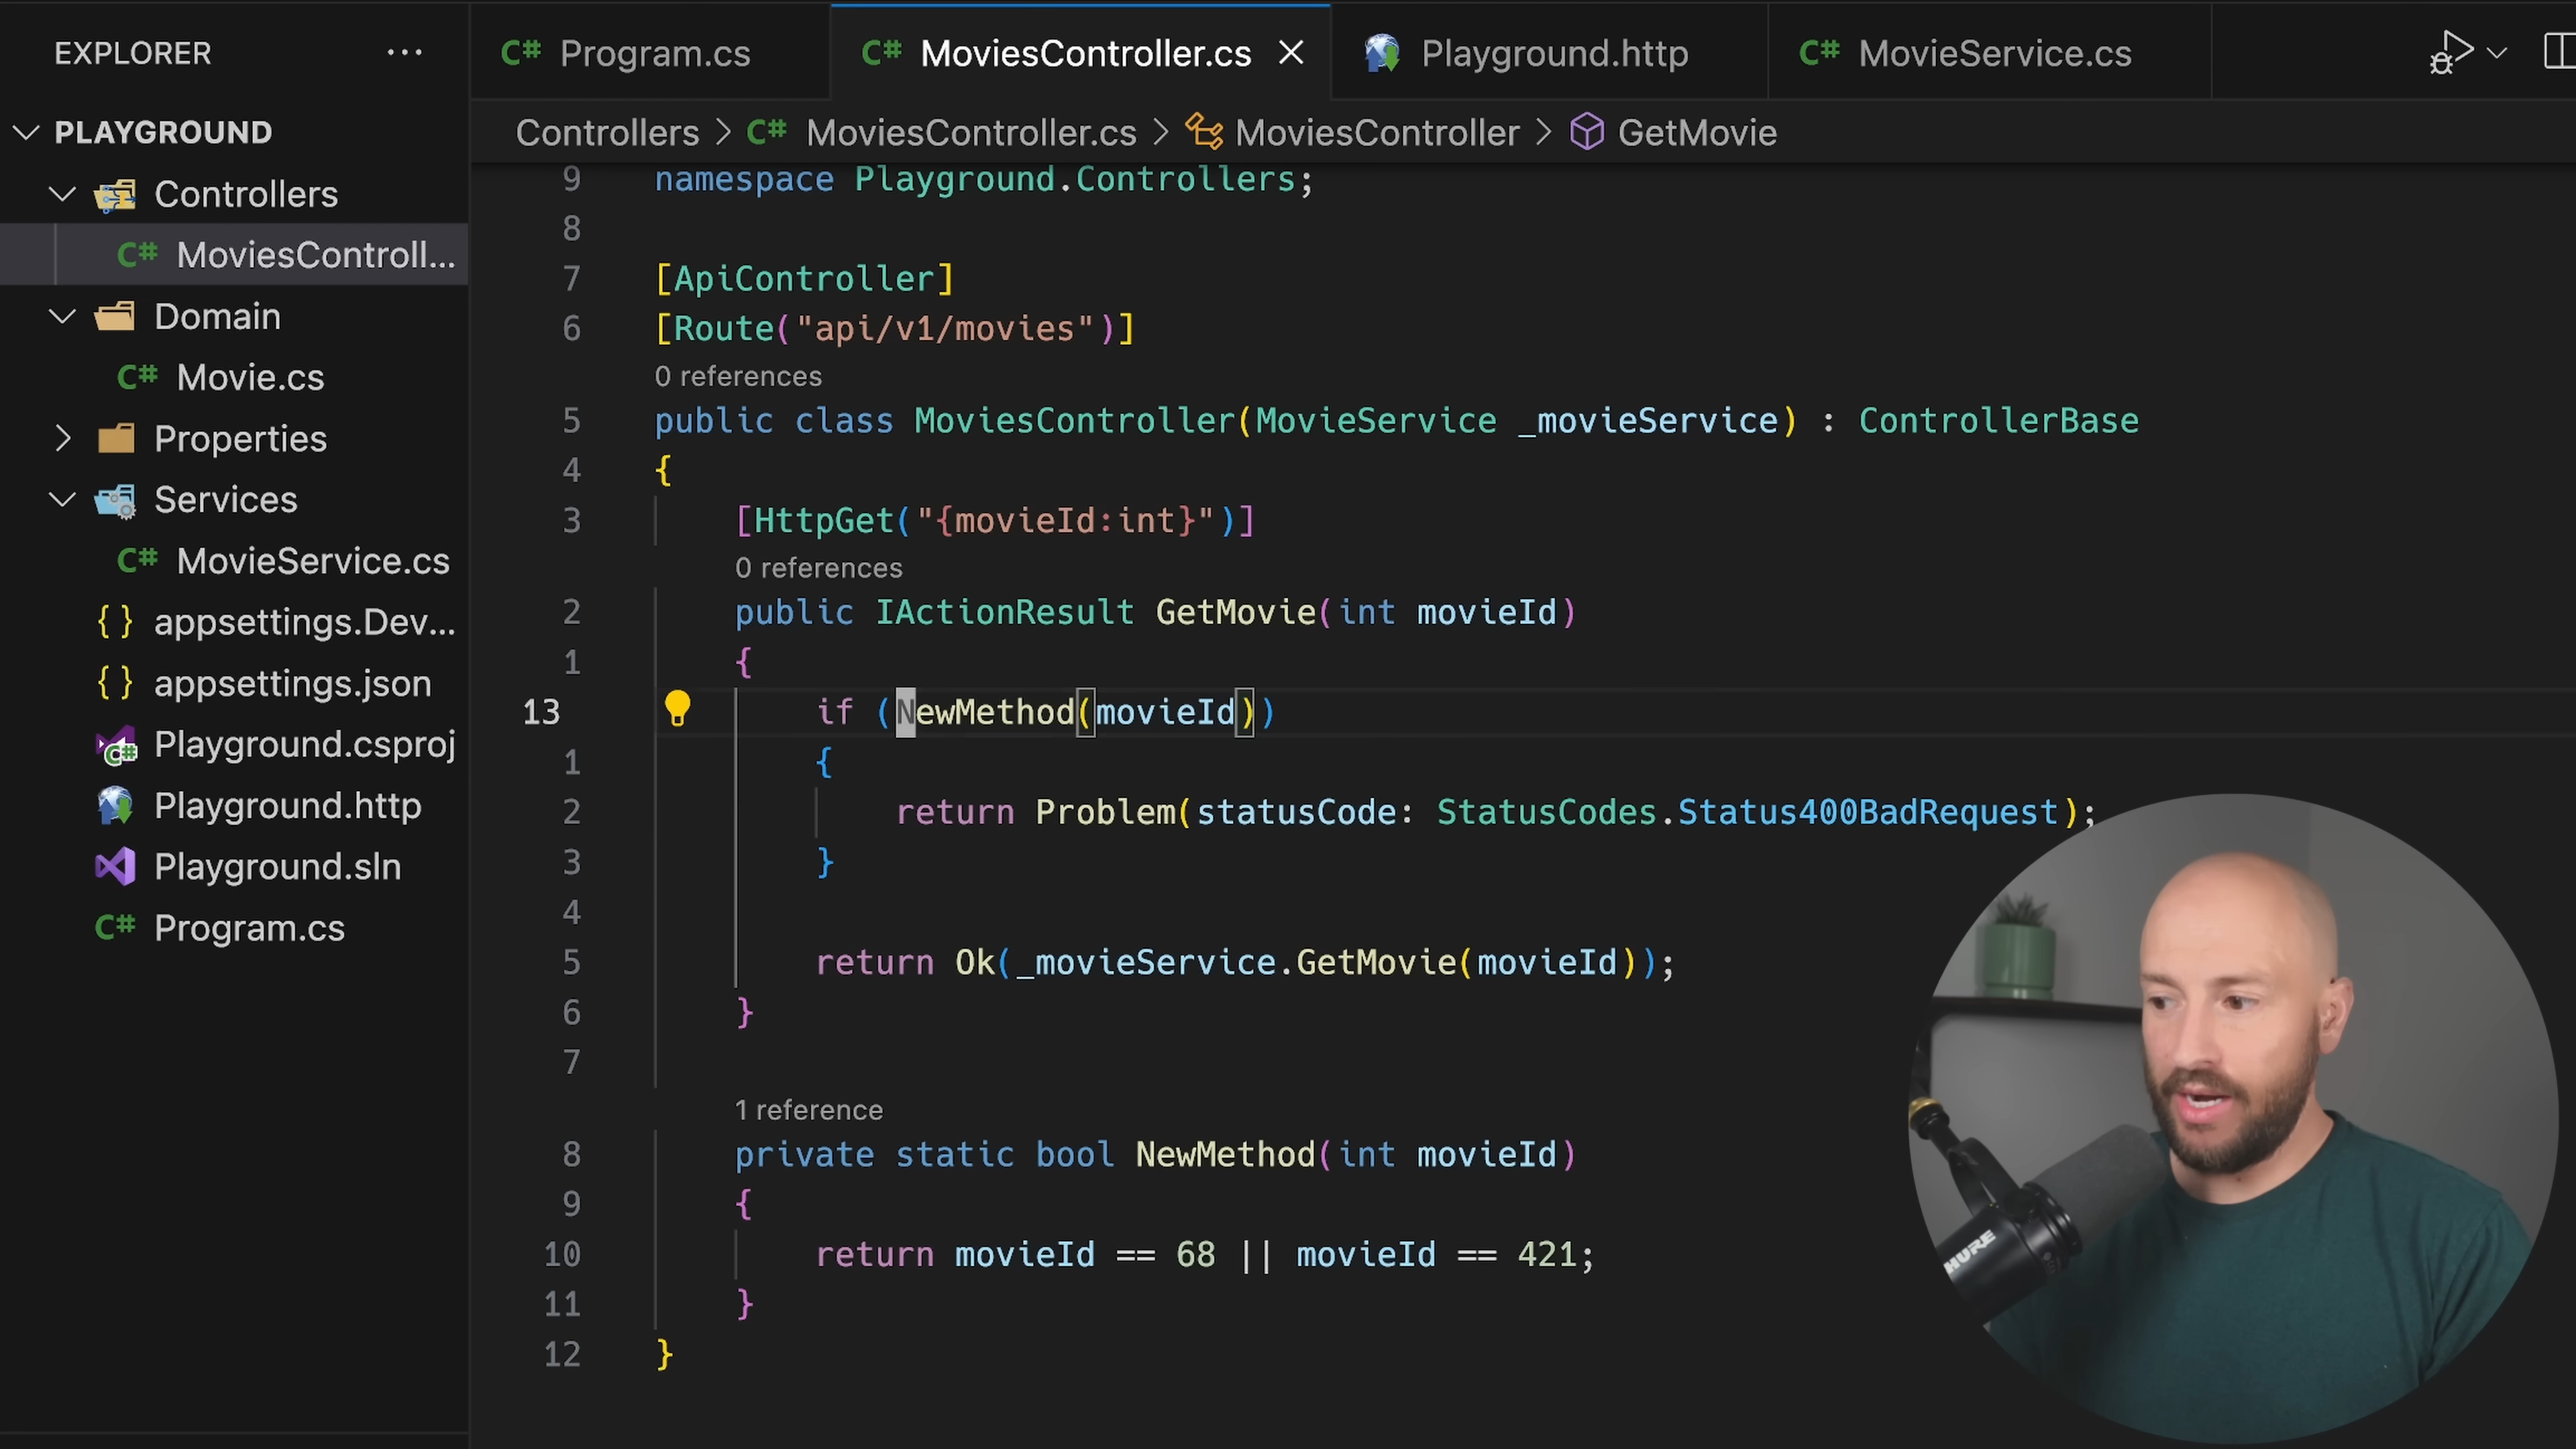 EXPLORER
PLAYGROUND
Controllers
C# MoviesControll...
Domain
C# Movie.cs
Properties
Services
C# MovieService.cs
{ } appsettings.Dev...
{ } appsettings.json
Playground.csproj
Playground.http
Playground.sln
C# Program.cs
C# Program.cs
C# MoviesController.cs
Playground.http
C# MovieService.cs
Controllers > C# MoviesController.cs > MoviesController > GetMovie
9 namespace Playground.Controllers;
8
7 [ApiController]
6 [Route("api/v1/movies")]
0 references
5 public class MoviesController(MovieService _movieService) : ControllerBase
4 {
3 [HttpGet("{movieId:int}")]
0 references
2 public IActionResult GetMovie(int movieId)
1 {
13 if (NewMethod(movieId))
1 {
2 return Problem(statusCode: StatusCodes.Status400BadRequest);
3 }
4
5 return Ok(_movieService.GetMovie(movieId));
6 }
7
1 reference
8 private static bool NewMethod(int movieId)
9 {
10 return movieId == 68 || movieId == 421;
11 }
12 }
HURE